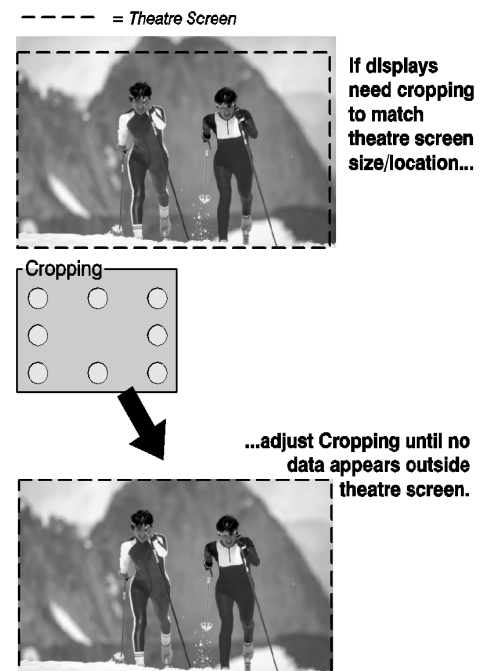 = Theatre Screen
If dIsplays
need cropping
to match
theatre screen
size/location...
Cropping
...adjust Cropping until no
data appears outside
theatre screen.